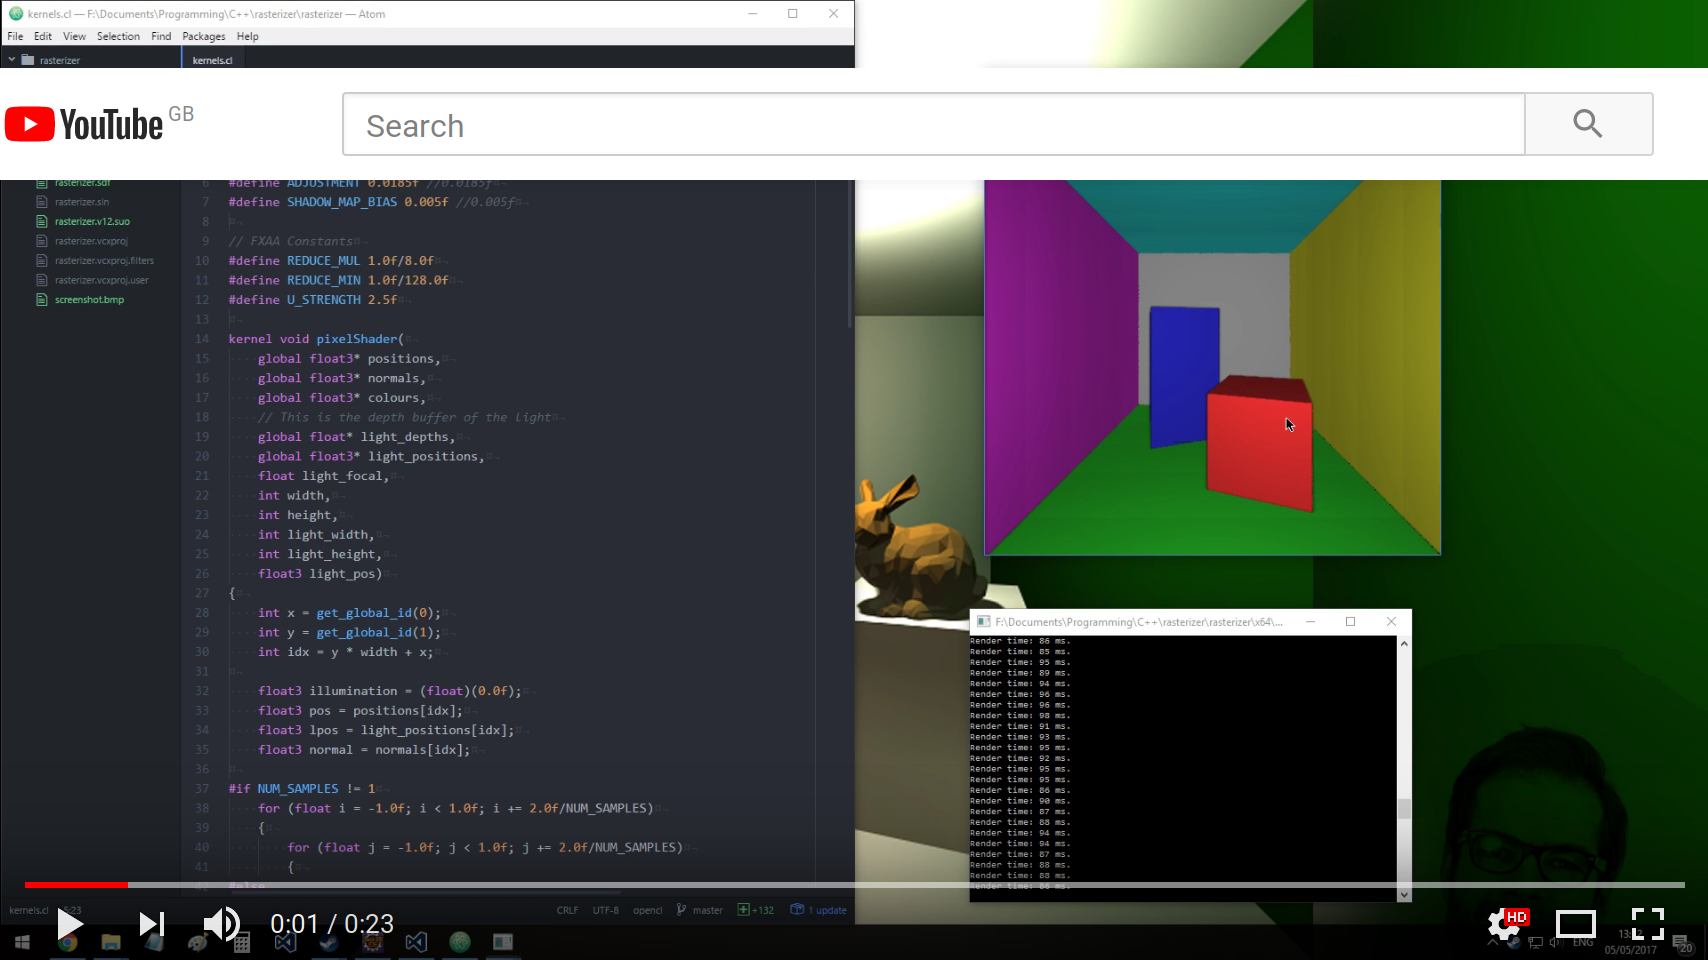 kernels.cl — F:\Documents\Programming\C++\rasterizer\rasterizer — Atom
File Edit View Selection Find Packages Help
rasterizer
kernels.cl
YouTube GB
Search
rasterizer.sdf
rasterizer.sln
rasterizer.v12.suo
rasterizer.vcxproj
rasterizer.vcxproj.filters
rasterizer.vcxproj.user
screenshot.bmp
6 #define ADJUSTMENT 0.0185f //0.0185f
7 #define SHADOW_MAP_BIAS 0.005f //0.005f
8
9 // FXAA Constants
10 #define REDUCE_MUL 1.0f/8.0f
11 #define REDUCE_MIN 1.0f/128.0f
12 #define U_STRENGTH 2.5f
13
14 kernel void pixelShader(
15 global float3* positions,
16 global float3* normals,
17 global float3* colours,
18 // This is the depth buffer of the light
19 global float* light_depths,
20 global float3* light_positions,
21 float light_focal,
22 int width,
23 int height,
24 int light_width,
25 int light_height,
26 float3 light_pos)
27 {
28 int x = get_global_id(0);
29 int y = get_global_id(1);
30 int idx = y * width + x;
31
32 float3 illumination = (float)(0.0f);
33 float3 pos = positions[idx];
34 float3 lpos = light_positions[idx];
35 float3 normal = normals[idx];
36
37 #if NUM_SAMPLES != 1
38 for (float i = -1.0f; i < 1.0f; i += 2.0f/NUM_SAMPLES)
39 {
40 for (float j = -1.0f; j < 1.0f; j += 2.0f/NUM_SAMPLES)
41 {
42 #else
F:\Documents\Programming\C++\rasterizer\rasterizer\x64\...
Render time: 86 ms.
Render time: 85 ms.
Render time: 95 ms.
Render time: 89 ms.
Render time: 94 ms.
Render time: 96 ms.
Render time: 96 ms.
Render time: 98 ms.
Render time: 91 ms.
Render time: 93 ms.
Render time: 95 ms.
Render time: 92 ms.
Render time: 95 ms.
Render time: 95 ms.
Render time: 86 ms.
Render time: 90 ms.
Render time: 87 ms.
Render time: 88 ms.
Render time: 94 ms.
Render time: 94 ms.
Render time: 87 ms.
Render time: 88 ms.
Render time: 88 ms.
Render time: 86 ms.
kernels.cl
CRLF UTF-8 opencl master +132 1 update
0:01 / 0:23
HD
ENG
05/05/2017
20